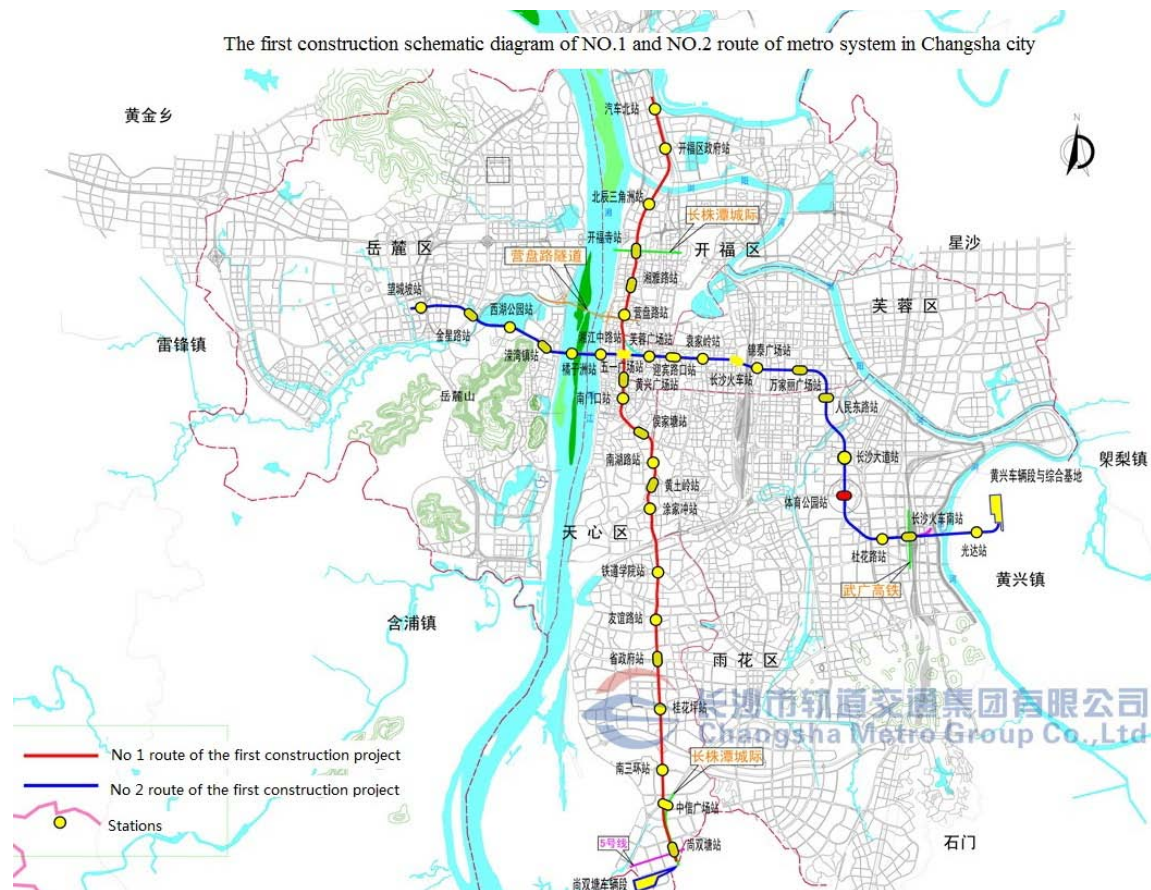 The first construction schematic diagram of NO.1 and NO.2 route of metro system in Changsha city
黄金乡
汽车北站
N
开福区政府站
北辰三角洲站
长株潭城际
开福寺站
岳麓区
开福区
星沙
营盘路隧道
湘雅路站
望城坡站
芙蓉区
西湖公园站
营盘路站
雷锋镇
金星路站
湘江中路站
芙蓉广场站
袁家岭站
锦泰广场站
溁湾镇站
橘子洲站
五一广场站
迎宾路口站
长沙火车站
万家丽广场站
黄兴广场站
岳麓山
南门口站
人民东路站
侯家塘站
南湖路站
长沙大道站
㮾梨镇
黄土岭站
黄兴车辆段与综合基地
涂家冲站
体育公园站
长沙火车南站
天心区
杜花路站
光达站
铁道学院站
武广高铁
黄兴镇
含浦镇
友谊路站
省政府站
雨花区
桂花坪站
长沙市轨道交通集团有限公司
Changsha Metro Group Co.,Ltd
No 1 route of the first construction project
长株潭城际
南三环站
No 2 route of the first construction project
中信广场站
Stations
5号线
尚双塘站
石门
尚双塘车辆段